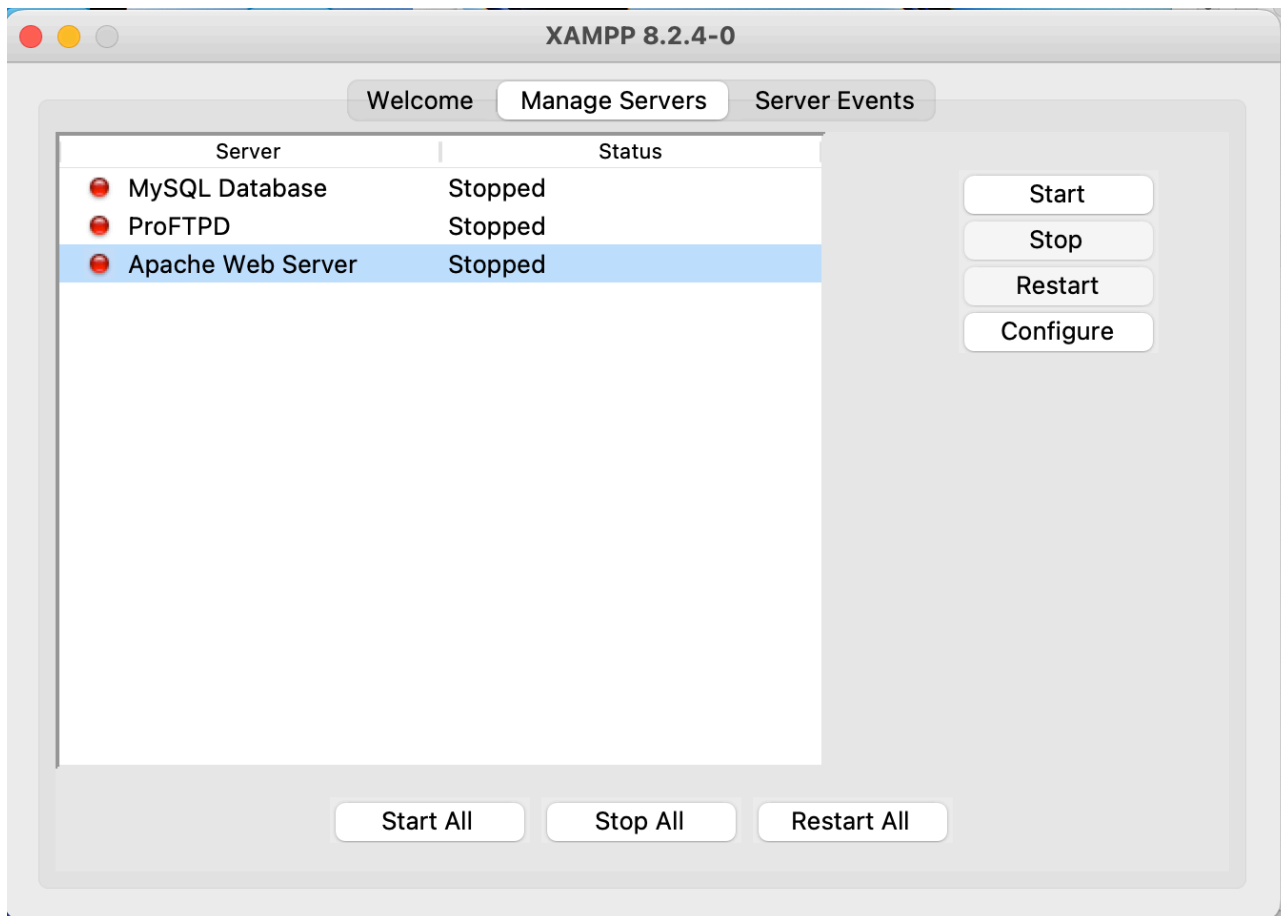 XAMPP 8.2.4-0
Welcome Manage Servers Server Events
Server Status
MySQL Database Stopped
ProFTPD Stopped
Apache Web Server Stopped
Start
Stop
Restart
Configure
Start All Stop All Restart All